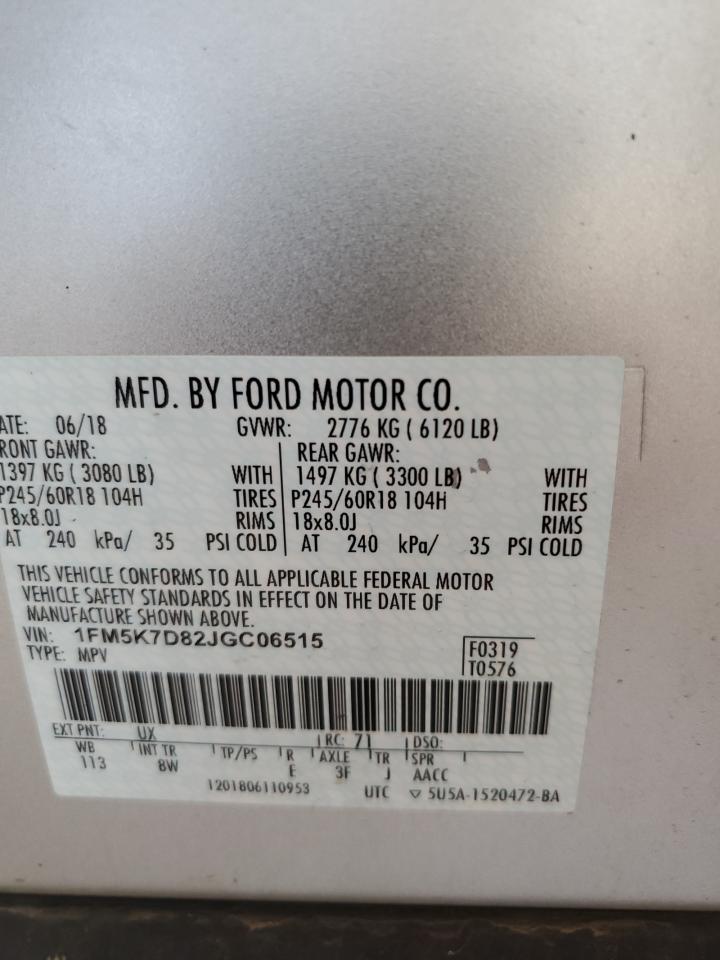 MFD. BY FORD MOTOR CO.
ATE: 06/18 GVWR: 2776 KG ( 6120 LB)
RONT GAWR: REAR GAWR:
1397 KG ( 3080 LB) WITH 1497 KG ( 3300 LB) WITH
P245/60R18 104H TIRES P245/60R18 104H TIRES
18x8.0J RIMS 18x8.0J RIMS
AT 240 kPa/ 35 PSI COLD AT 240 kPa/ 35 PSI COLD
THIS VEHICLE CONFORMS TO ALL APPLICABLE FEDERAL MOTOR
VEHICLE SAFETY STANDARDS IN EFFECT ON THE DATE OF
MANUFACTURE SHOWN ABOVE.
VIN: 1FM5K7D82JGC06515 F0319
TYPE: MPV T0576
EXT PNT: UX RC: 71 DSO:
WB INT TR TP/PS R AXLE TR SPR
113 8W E 3F J AACC
1201806110953 UTC ▽ 5U5A-1520472-BA